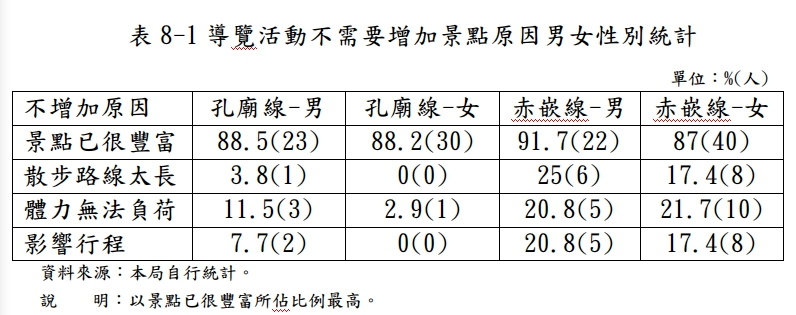 表 8-1 導覽活動不需要增加景點原因男女性別統計
單位：%(人)
不增加原因 孔廟線-男 孔廟線-女 赤嵌線-男 赤嵌線-女
景點已很豐富 88.5(23) 88.2(30) 91.7(22) 87(40)
散步路線太長 3.8(1) 0(0) 25(6) 17.4(8)
體力無法負荷 11.5(3) 2.9(1) 20.8(5) 21.7(10)
影響行程 7.7(2) 0(0) 20.8(5) 17.4(8)
資料來源：本局自行統計。
說　　明：以景點已很豐富所佔比例最高。